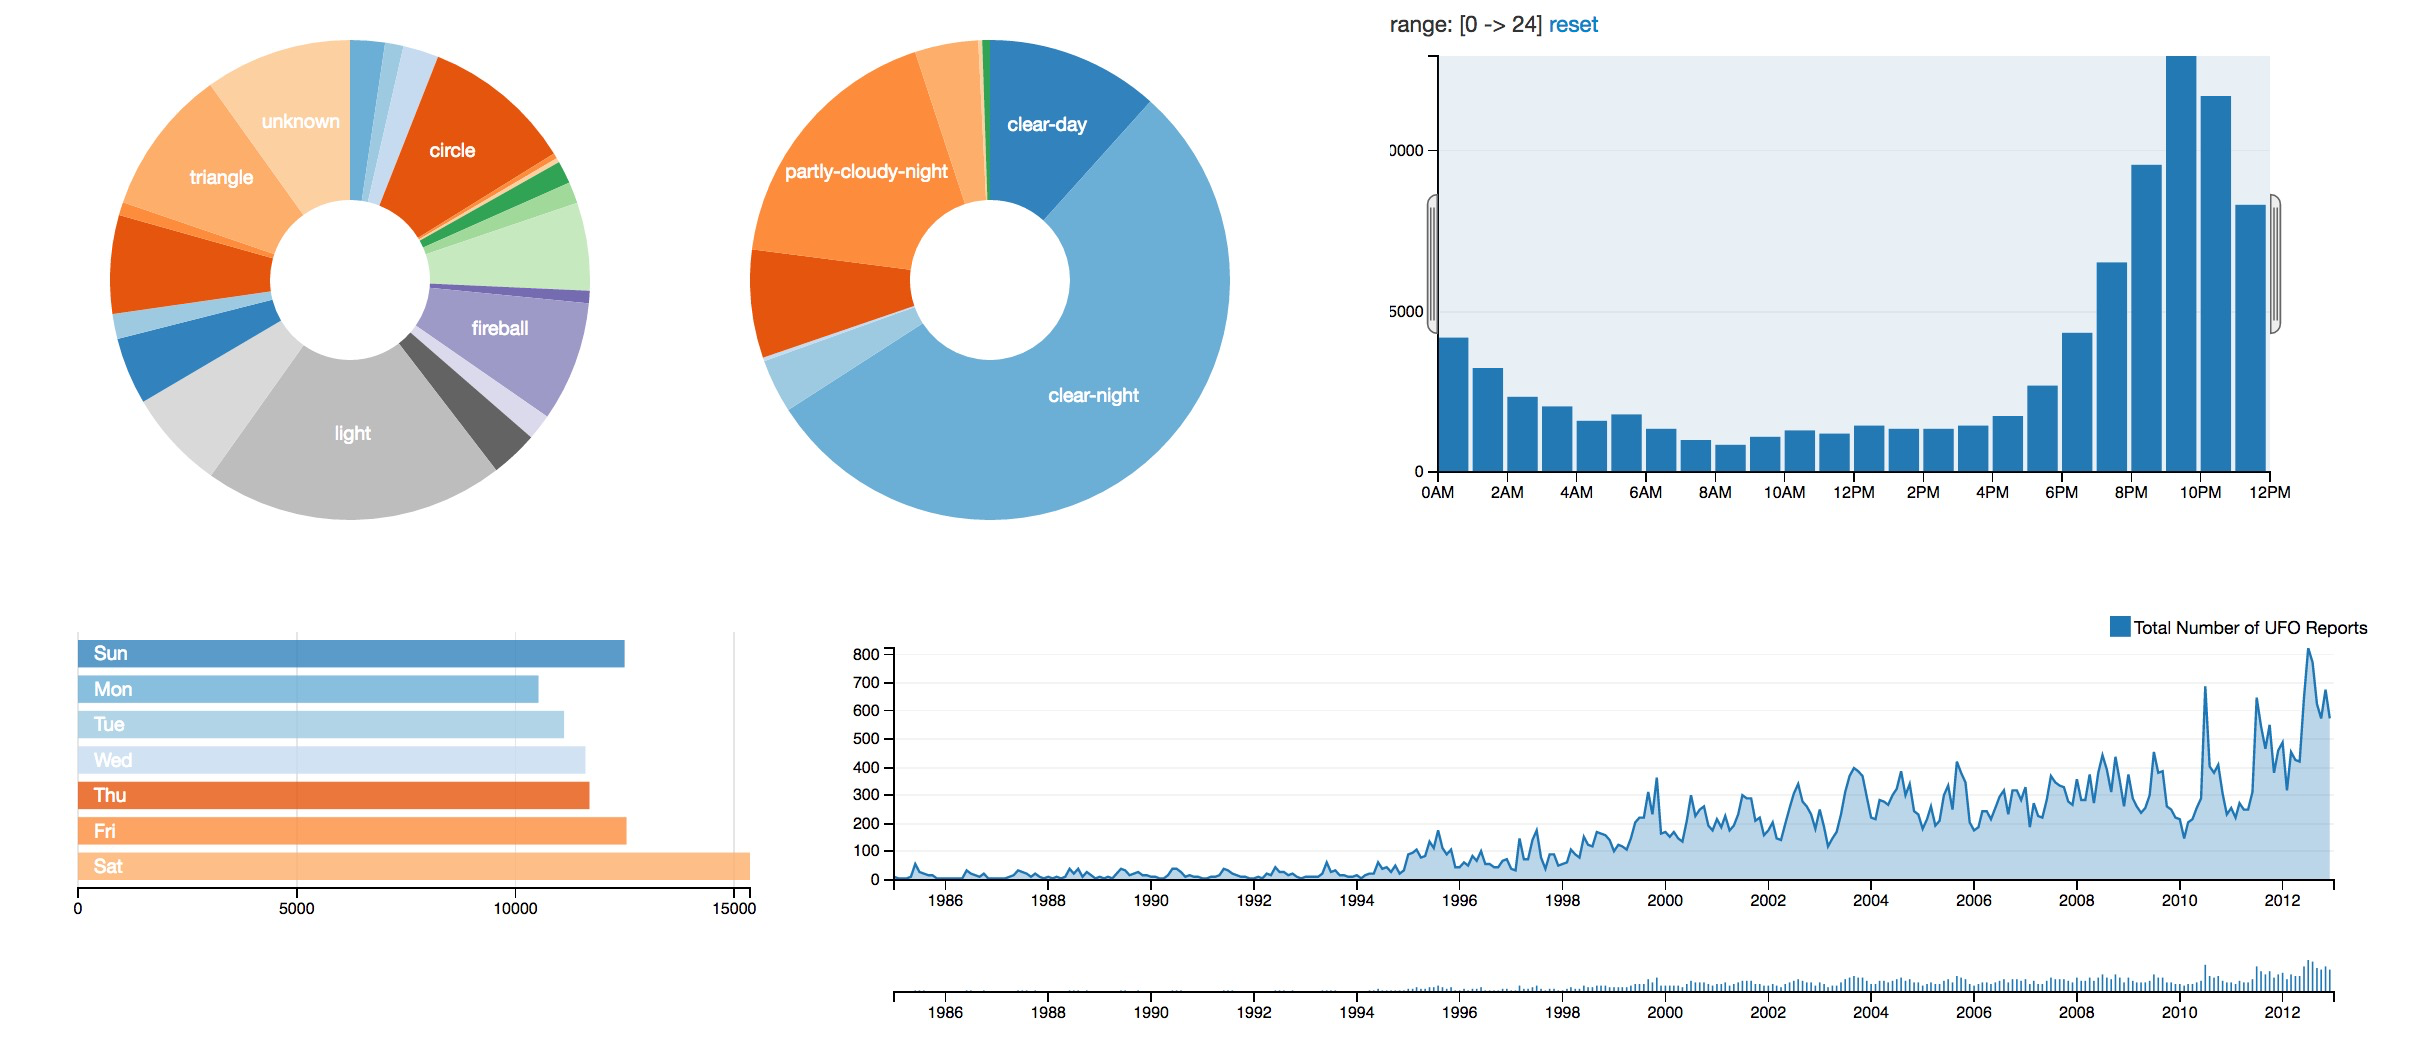 range: [0 -> 24] reset
unknown
circle
triangle
fireball
light
clear-day
partly-cloudy-night
clear-night
0000
5000
0
0AM 2AM 4AM 6AM 8AM 10AM 12PM 2PM 4PM 6PM 8PM 10PM 12PM
Sun
Mon
Tue
Wed
Thu
Fri
Sat
0 5000 10000 15000
Total Number of UFO Reports
800
700
600
500
400
300
200
100
0
1986 1988 1990 1992 1994 1996 1998 2000 2002 2004 2006 2008 2010 2012
1986 1988 1990 1992 1994 1996 1998 2000 2002 2004 2006 2008 2010 2012